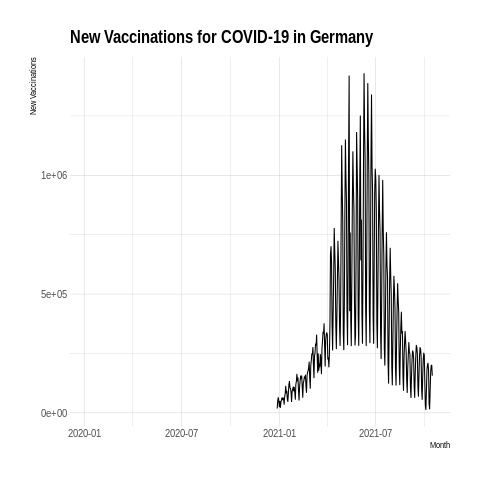 New Vaccinations for COVID-19 in Germany
New Vaccinations
1e+06
5e+05
0e+00
2020-01 2020-07 2021-01 2021-07
Month